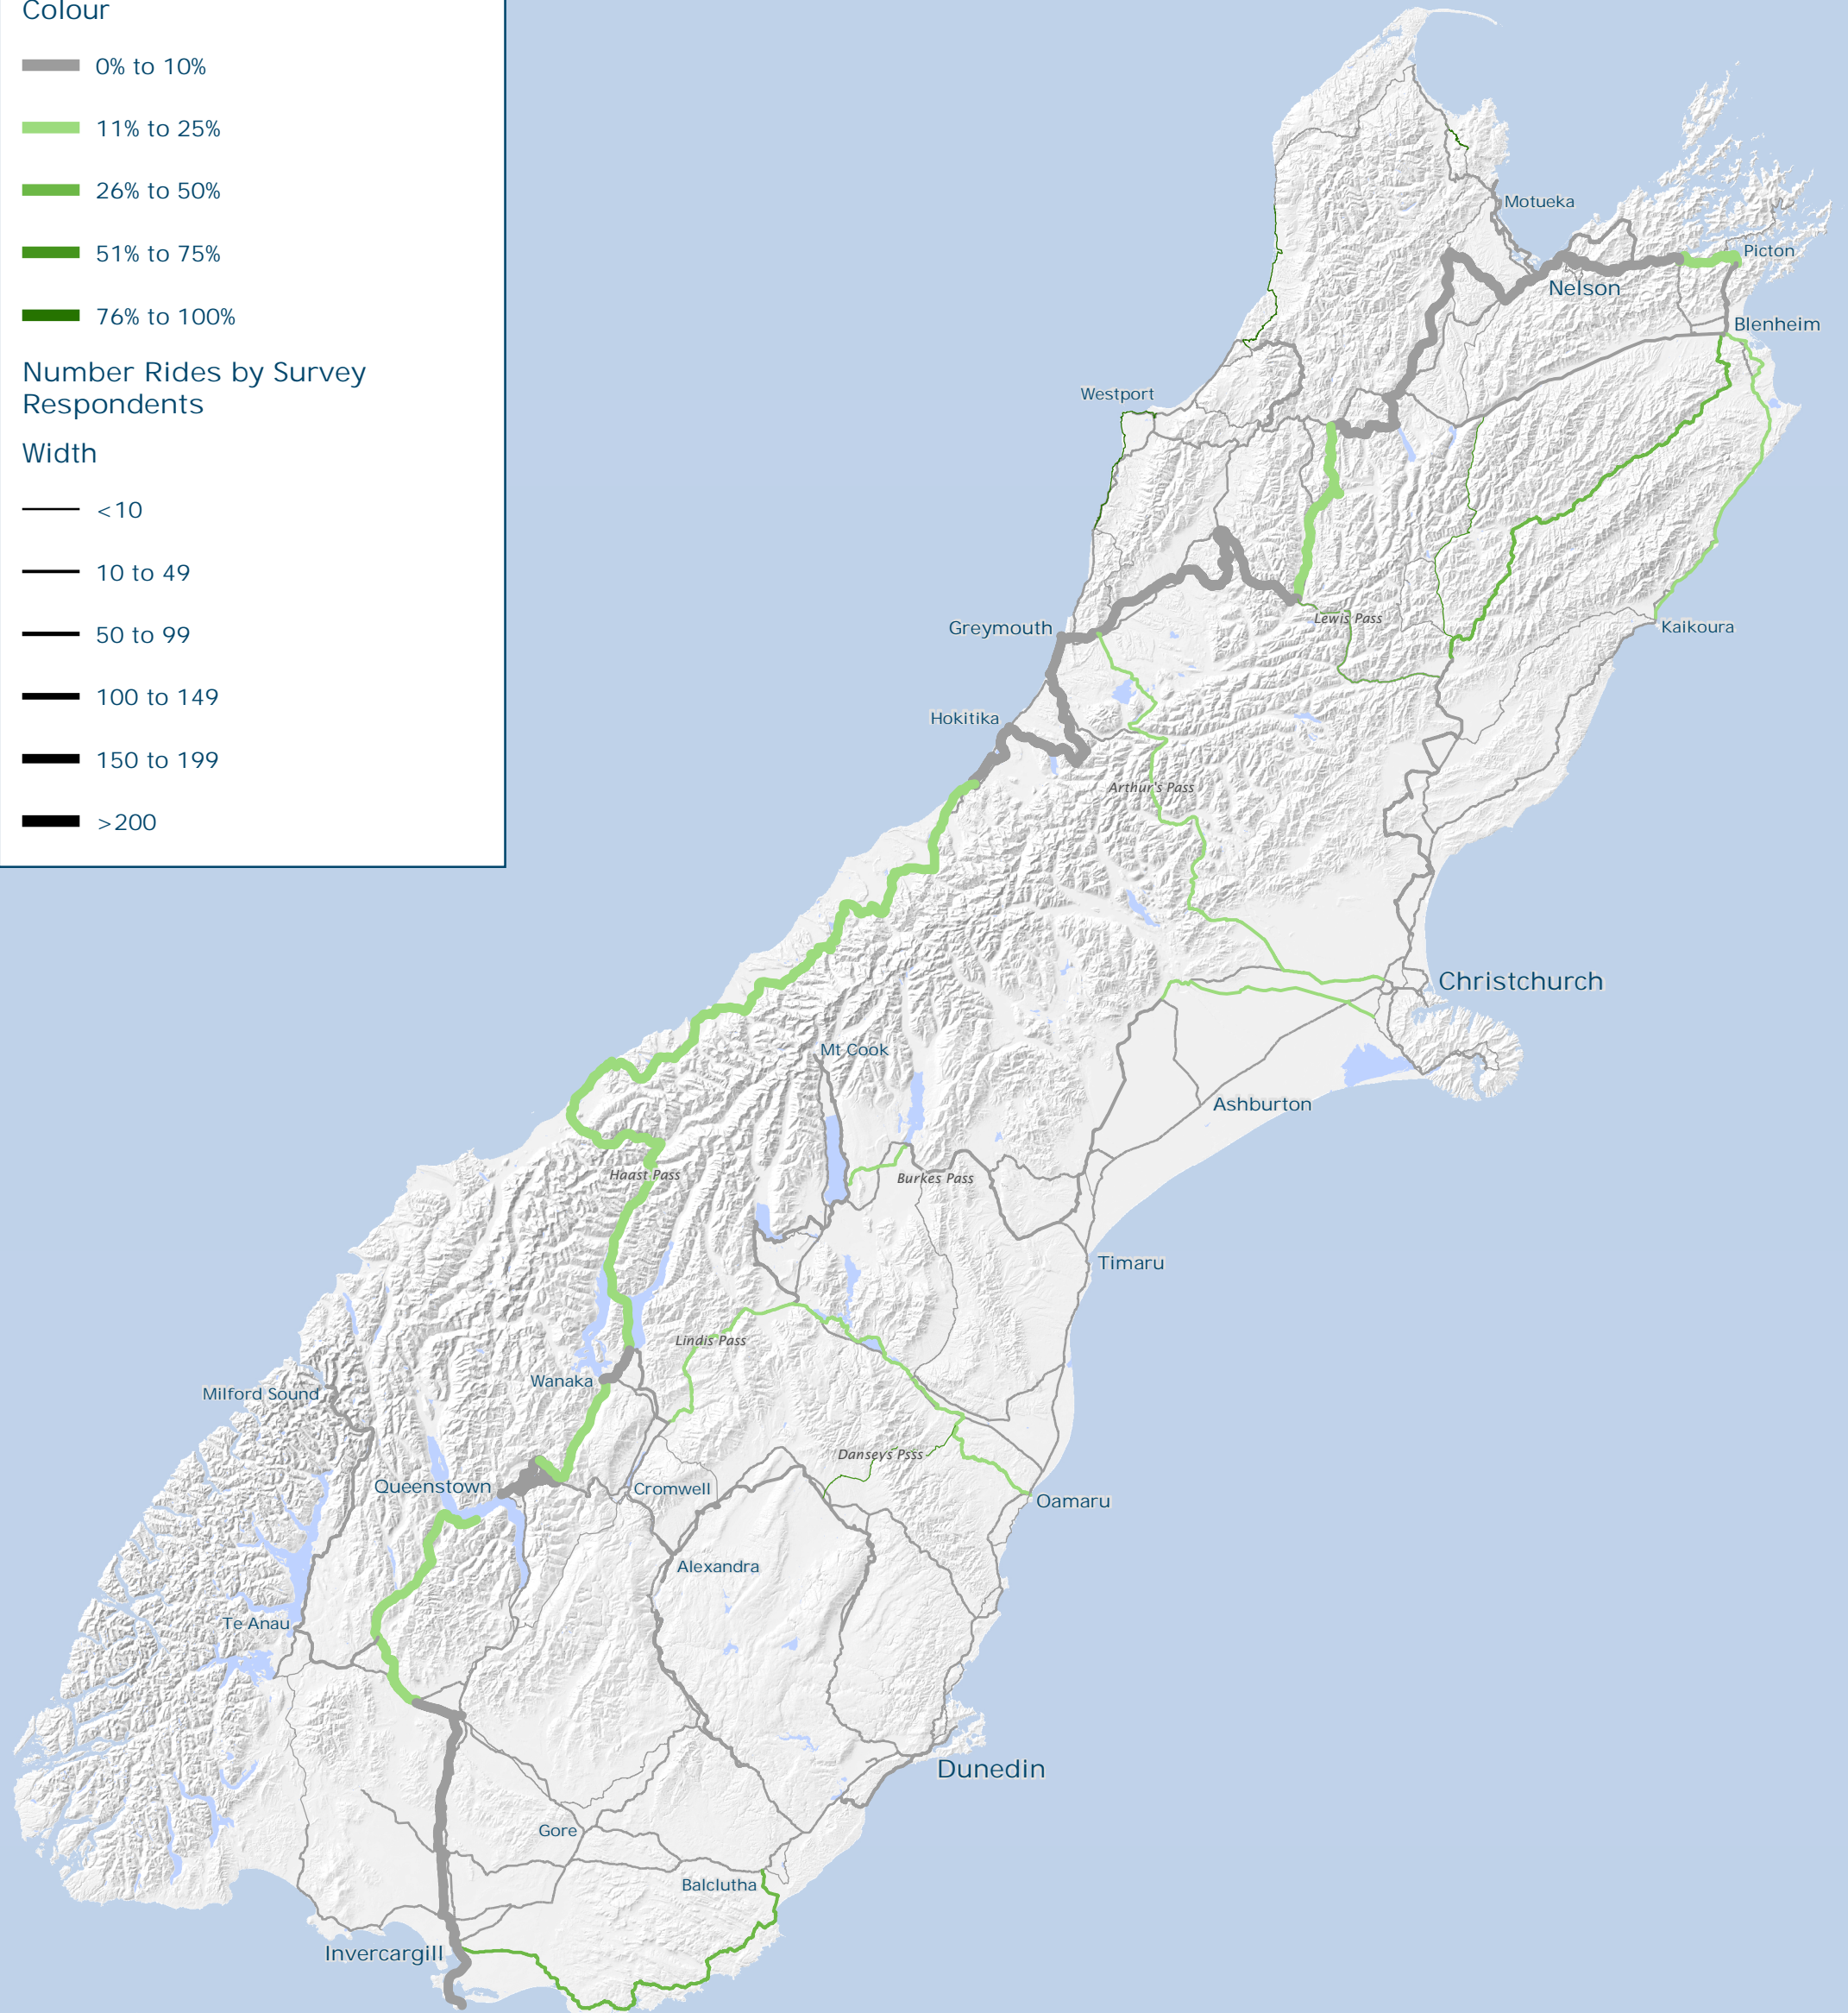 Colour
0% to 10%
11% to 25%
26% to 50%
51% to 75%
76% to 100%
Number Rides by Survey
Respondents
Width
<10
10 to 49
50 to 99
100 to 149
150 to 199
>200
Motueka
Picton
Nelson
Blenheim
Westport
Lewis Pass
Greymouth
Kaikoura
Hokitika
Arthur's Pass
Christchurch
Mt Cook
Ashburton
Haast Pass
Burkes Pass
Timaru
Lindis Pass
Wanaka
Milford Sound
Danseys Psss
Queenstown
Cromwell
Oamaru
Alexandra
Te Anau
Dunedin
Gore
Balclutha
Invercargill